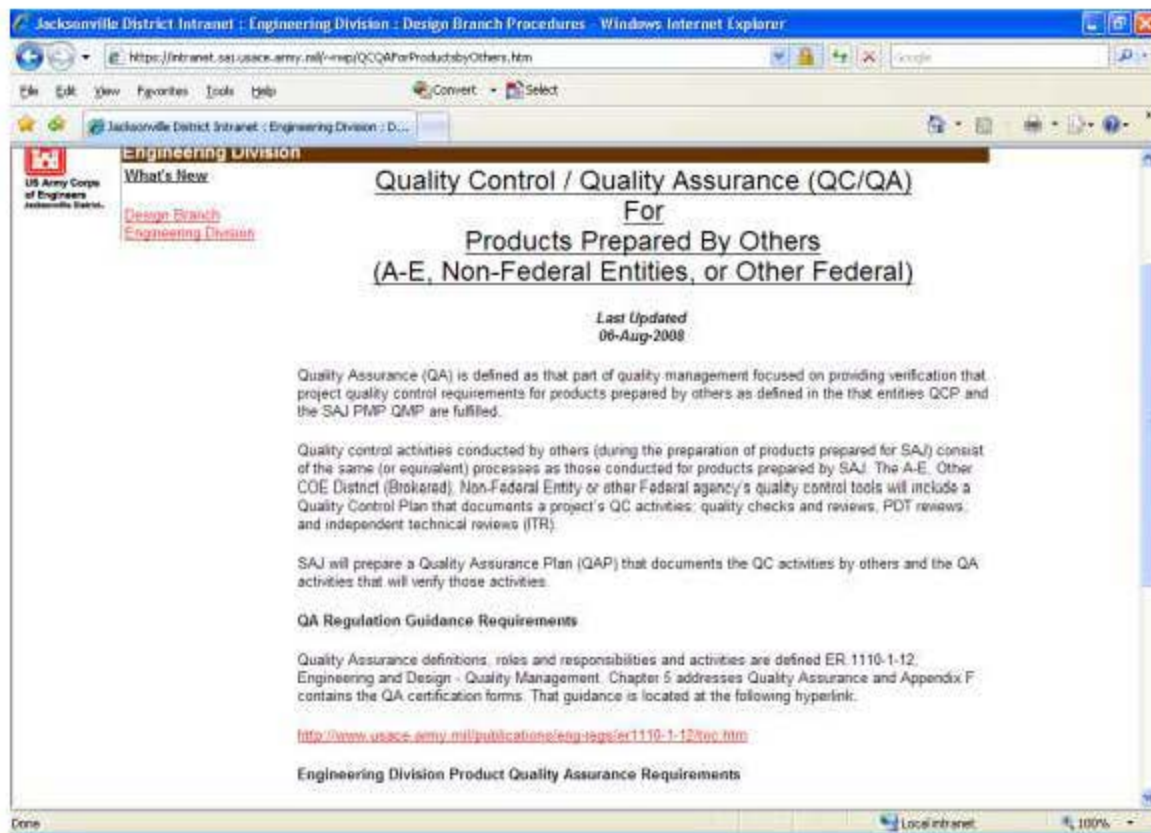 Jacksonville District Intranet : Engineering Division : Design Branch Procedures - Windows Internet Explorer
File Edit View Favorites Tools Help
Convert Select
Jacksonville District Intranet : Engineering Division : D...
Engineering Division
US Army Corps
of Engineers
Jacksonville District.
What's New
Design Branch
Engineering Division
Quality Control / Quality Assurance (QC/QA)
For
Products Prepared By Others
(A-E, Non-Federal Entities, or Other Federal)
Last Updated
06-Aug-2008
Quality Assurance (QA) is defined as that part of quality management focused on providing verification that
project quality control requirements for products prepared by others as defined in the that entities QCP and
the SAJ PMP QMP are fulfilled.
Quality control activities conducted by others (during the preparation of products prepared for SAJ) consist
of the same (or equivalent) processes as those conducted for products prepared by SAJ. The A-E, Other
COE District (Brokered), Non-Federal Entity or other Federal agency's quality control tools will include a
Quality Control Plan that documents a project's QC activities; quality checks and reviews, PDT reviews,
and independent technical reviews (ITR).
SAJ will prepare a Quality Assurance Plan (QAP) that documents the QC activities by others and the QA
activities that will verify those activities.
QA Regulation Guidance Requirements
Quality Assurance definitions, roles and responsibilities and activities are defined ER 1110-1-12,
Engineering and Design - Quality Management. Chapter 5 addresses Quality Assurance and Appendix F
contains the QA certification forms. That guidance is located at the following hyperlink.
http://www.usace.army.mil/publications/eng-regs/er1110-1-12/toc.htm
Engineering Division Product Quality Assurance Requirements
Done
Local intranet
100%